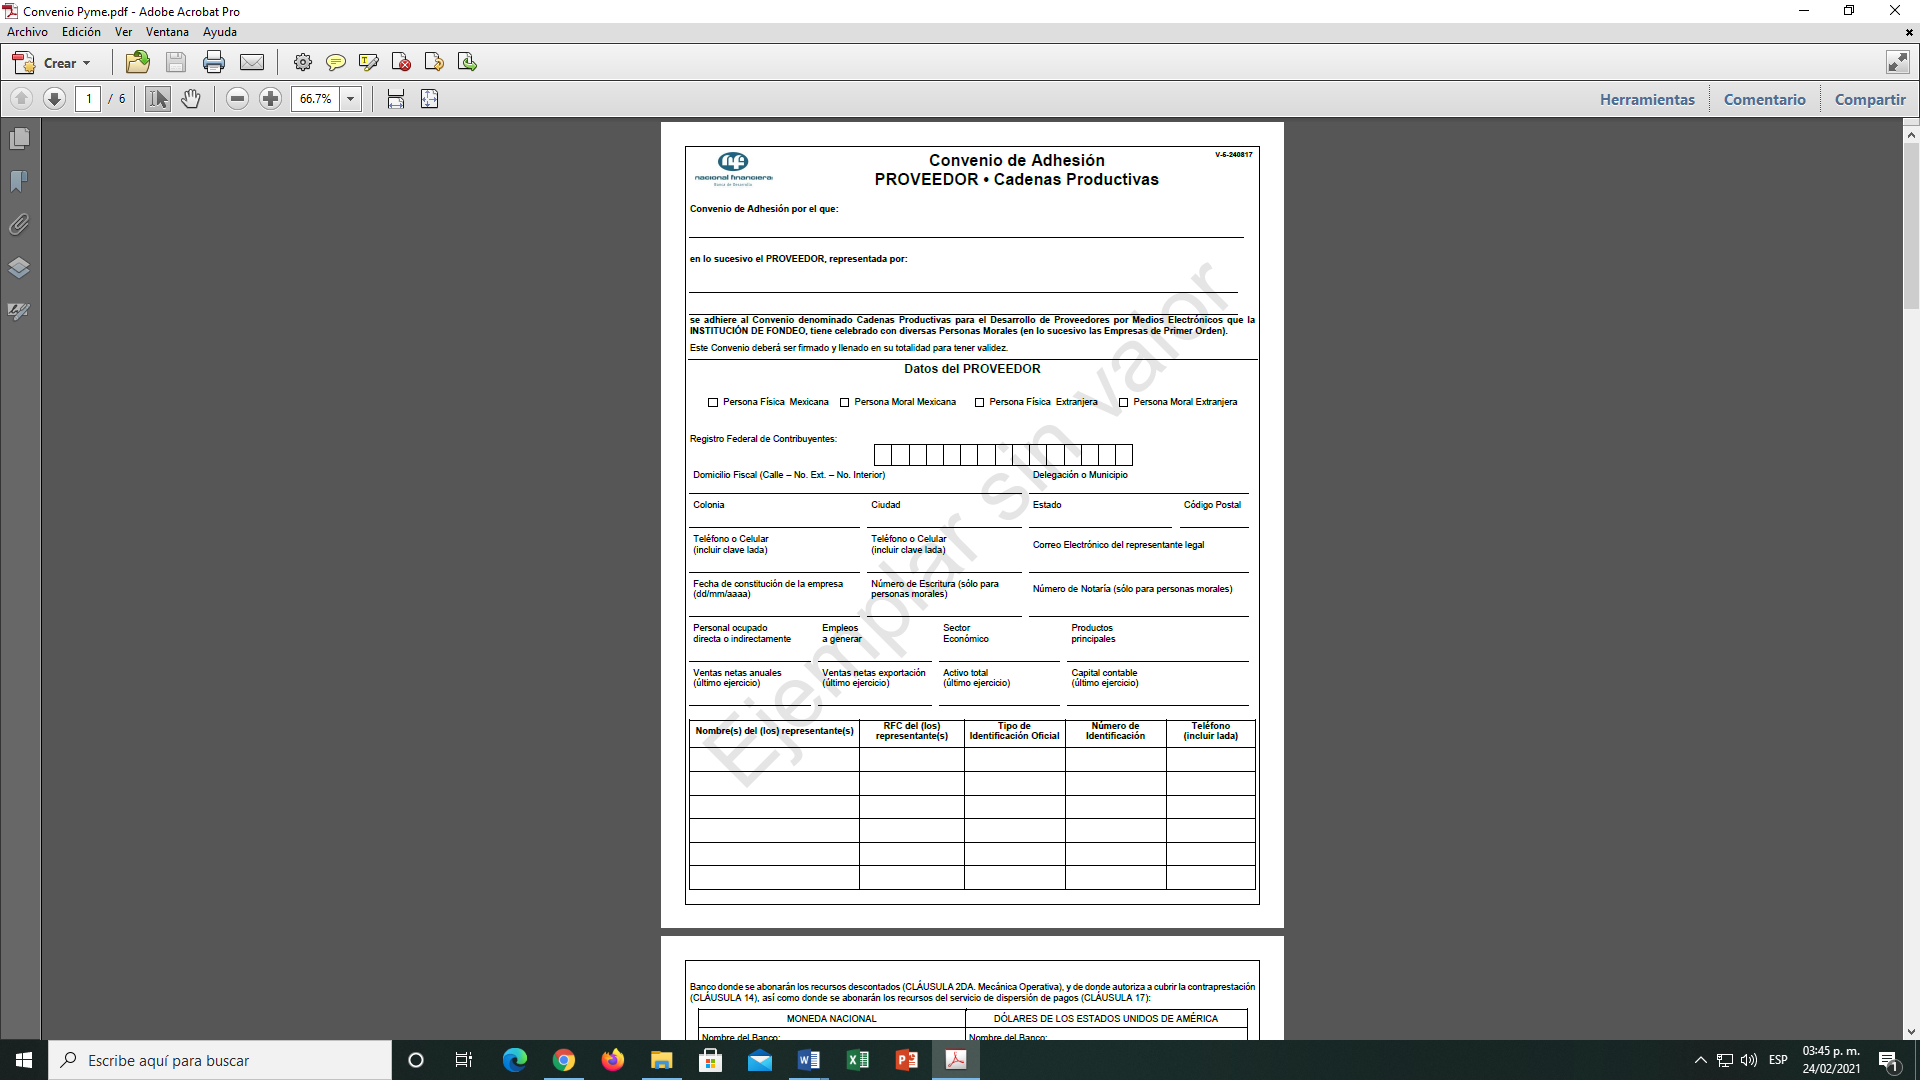 Convenio Pyme.pdf - Adobe Acrobat Pro
Archivo Edición Ver Ventana Ayuda
Crear
1 / 6 66.7% Herramientas Comentario Compartir
nacional financiera
Banca de Desarrollo
Convenio de Adhesión
PROVEEDOR • Cadenas Productivas
V-5-240817
Convenio de Adhesión por el que:
en lo sucesivo el PROVEEDOR, representada por:
se adhiere al Convenio denominado Cadenas Productivas para el Desarrollo de Proveedores por Medios Electrónicos que la
INSTITUCIÓN DE FONDEO, tiene celebrado con diversas Personas Morales (en lo sucesivo las Empresas de Primer Orden).
Este Convenio deberá ser firmado y llenado en su totalidad para tener validez.
Datos del PROVEEDOR
Persona Física Mexicana Persona Moral Mexicana Persona Física Extranjera Persona Moral Extranjera
Registro Federal de Contribuyentes:
Domicilio Fiscal (Calle – No. Ext. – No. Interior) Delegación o Municipio
Colonia Ciudad Estado Código Postal
Teléfono o Celular
(incluir clave lada)
Teléfono o Celular
(incluir clave lada)
Correo Electrónico del representante legal
Fecha de constitución de la empresa
(dd/mm/aaaa)
Número de Escritura (sólo para
personas morales)
Número de Notaría (sólo para personas morales)
Personal ocupado
directa o indirectamente
Empleos
a generar
Sector
Económico
Productos
principales
Ventas netas anuales
(último ejercicio)
Ventas netas exportación
(último ejercicio)
Activo total
(último ejercicio)
Capital contable
(último ejercicio)
Nombre(s) del (los) representante(s)
RFC del (los)
representante(s)
Tipo de
Identificación Oficial
Número de
Identificación
Teléfono
(incluir lada)
Ejemplar sin valor
Banco donde se abonarán los recursos descontados (CLÁUSULA 2DA. Mecánica Operativa), y de donde autoriza a cubrir la contraprestación
(CLÁUSULA 14), así como donde se abonarán los recursos del servicio de dispersión de pagos (CLÁUSULA 17):
MONEDA NACIONAL DÓLARES DE LOS ESTADOS UNIDOS DE AMÉRICA
Nombre del Banco: Nombre del Banco:
Escribe aquí para buscar
ESP
03:45 p. m.
24/02/2021
1